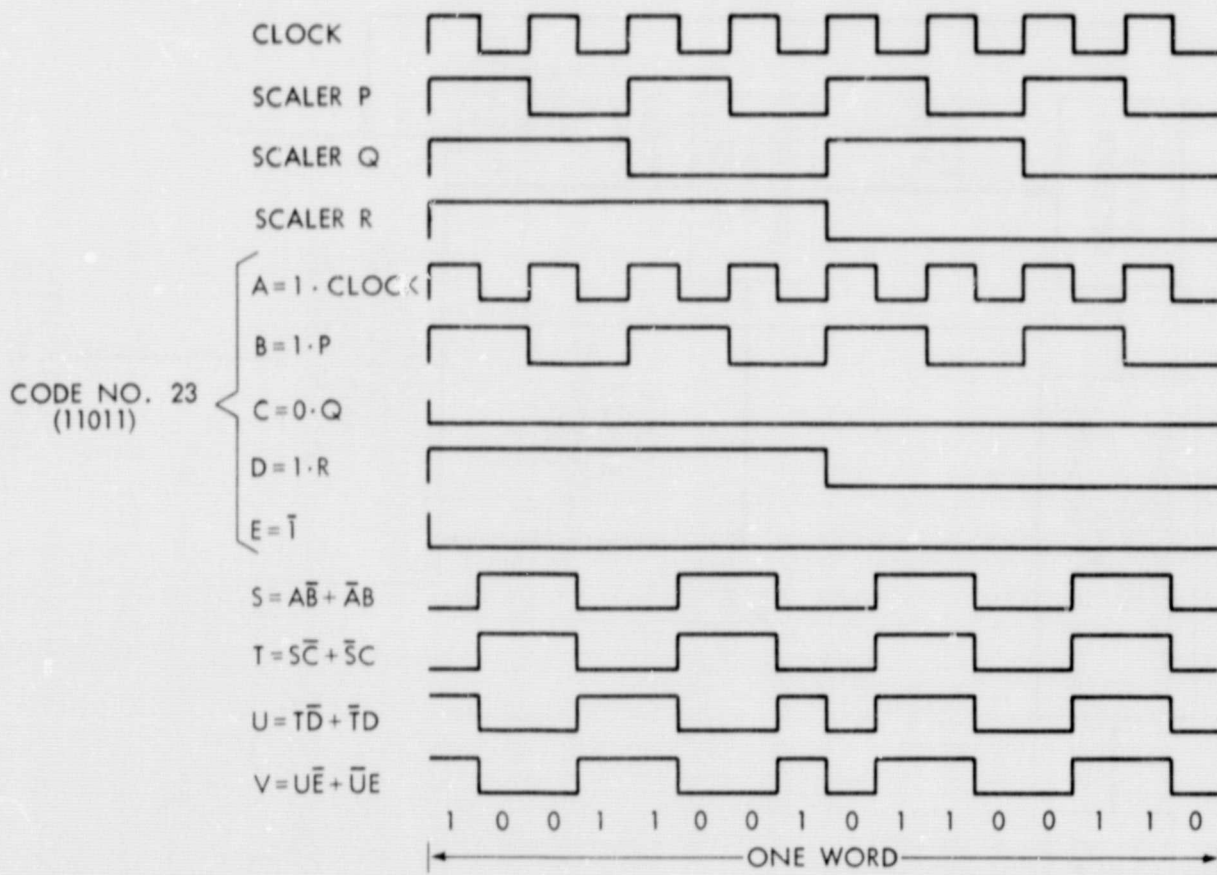 CLOCK
SCALER P
SCALER Q
SCALER R
A=1·CLOCK
B=1·P
CODE NO. 23
(11011)
C=0·Q
D=1·R
E=1̄
S=AB̄+ĀB
T=SC̄+S̄C
U=TD̄+T̄D
V=UĒ+ŪE
1 0 0 1 1 0 0 1 0 1 1 0 0 1 1 0
ONE WORD